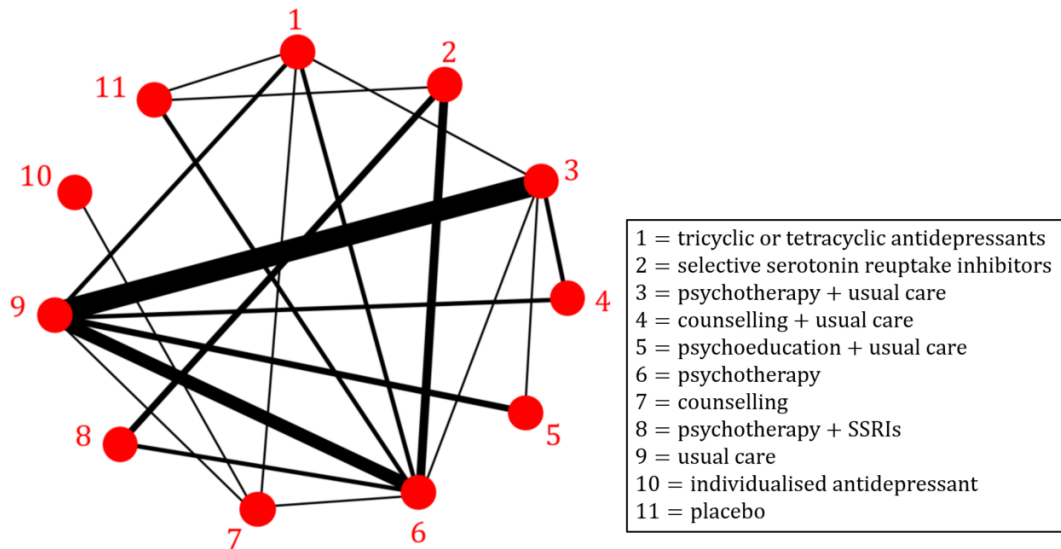 1
2
11
3
10
9
4
5
8
7
6
1 = tricyclic or tetracyclic antidepressants
2 = selective serotonin reuptake inhibitors
3 = psychotherapy + usual care
4 = counselling + usual care
5 = psychoeducation + usual care
6 = psychotherapy
7 = counselling
8 = psychotherapy + SSRIs
9 = usual care
10 = individualised antidepressant
11 = placebo